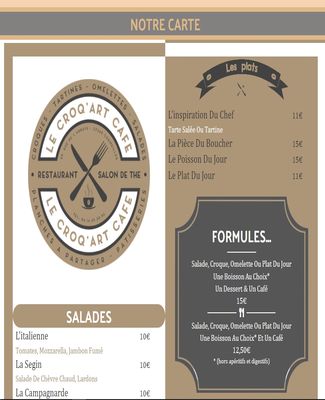 NOTRE CARTE
LE CROQ'ART CAFE
CROQUES • TARTINES • OMELETTES • SALADES
RESTAURANT
SALON DE THE
LE CROQ'ART CAFE
PLANCHES A PARTAGER • PATISSERIES
SALADES
L'italienne 10€
Tomates, Mozzarella, Jambon Fumé
La Segin 10€
Salade De Chèvre Chaud, Lardons
La Campagnarde 10€
Les plats
L'inspiration Du Chef 11€
Tarte Salée Ou Tartine
La Pièce Du Boucher 15€
Le Poisson Du Jour 15€
Le Plat Du Jour 11€
FORMULES...
Salade, Croque, Omelette Ou Plat Du Jour
Une Boisson Au Choix*
Un Dessert & Un Café
15€
Salade, Croque, Omelette Ou Plat Du Jour
Une Boisson Au Choix* Et Un Café
12,50€
* (hors apéritifs et digestifs)